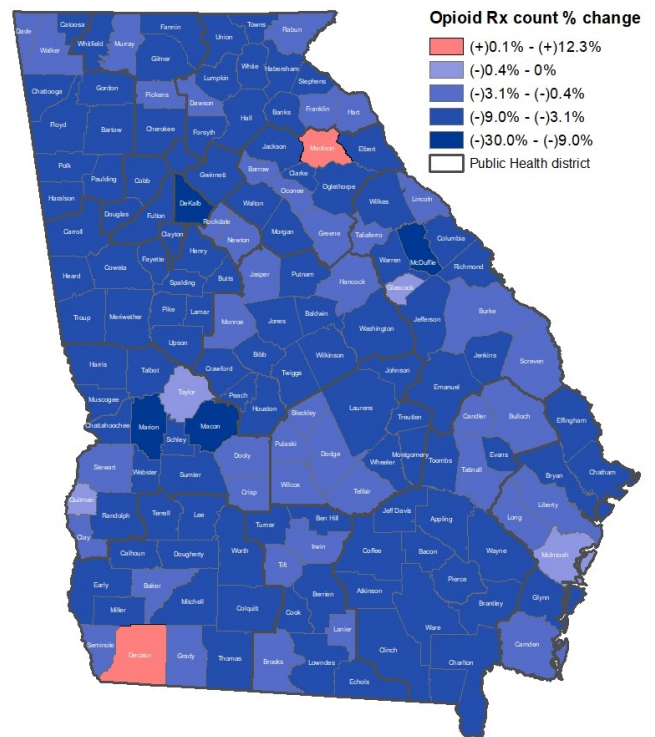 Opioid Rx count % change
(+)0.1% - (+)12.3%
(-)0.4% - 0%
(-)3.1% - (-)0.4%
(-)9.0% - (-)3.1%
(-)30.0% - (-)9.0%
Public Health district
Dade
Catoosa
Whitfield
Murray
Fannin
Union
Towns
Rabun
Walker
Gilmer
White
Habersham
Lumpkin
Stephens
Chattooga
Gordon
Pickens
Dawson
Banks
Franklin
Hart
Floyd
Bartow
Cherokee
Forsyth
Hall
Jackson
Madison
Elbert
Polk
Paulding
Cobb
Gwinnett
Barrow
Clarke
Oconee
Oglethorpe
Wilkes
Lincoln
Haralson
Douglas
Fulton
DeKalb
Walton
Rockdale
Newton
Morgan
Greene
Taliaferro
Columbia
Carroll
Clayton
Henry
Fayette
McDuffie
Warren
Richmond
Heard
Coweta
Spalding
Butts
Jasper
Putnam
Hancock
Glascock
Troup
Meriwether
Pike
Lamar
Monroe
Jones
Baldwin
Washington
Jefferson
Burke
Upson
Bibb
Wilkinson
Jenkins
Screven
Harris
Talbot
Taylor
Crawford
Twiggs
Johnson
Emanuel
Muscogee
Peach
Houston
Laurens
Treutlen
Candler
Bulloch
Effingham
Chattahoochee
Marion
Macon
Schley
Bleckley
Pulaski
Dodge
Wheeler
Montgomery
Toombs
Evans
Tattnall
Bryan
Chatham
Stewart
Webster
Sumter
Dooly
Crisp
Wilcox
Telfair
Quitman
Randolph
Terrell
Lee
Turner
Ben Hill
Jeff Davis
Appling
Long
Liberty
Clay
Calhoun
Dougherty
Worth
Irwin
Tift
Coffee
Bacon
Wayne
McIntosh
Early
Baker
Mitchell
Colquitt
Cook
Berrien
Atkinson
Pierce
Brantley
Glynn
Miller
Seminole
Decatur
Grady
Thomas
Brooks
Lanier
Lowndes
Echols
Clinch
Ware
Charlton
Camden